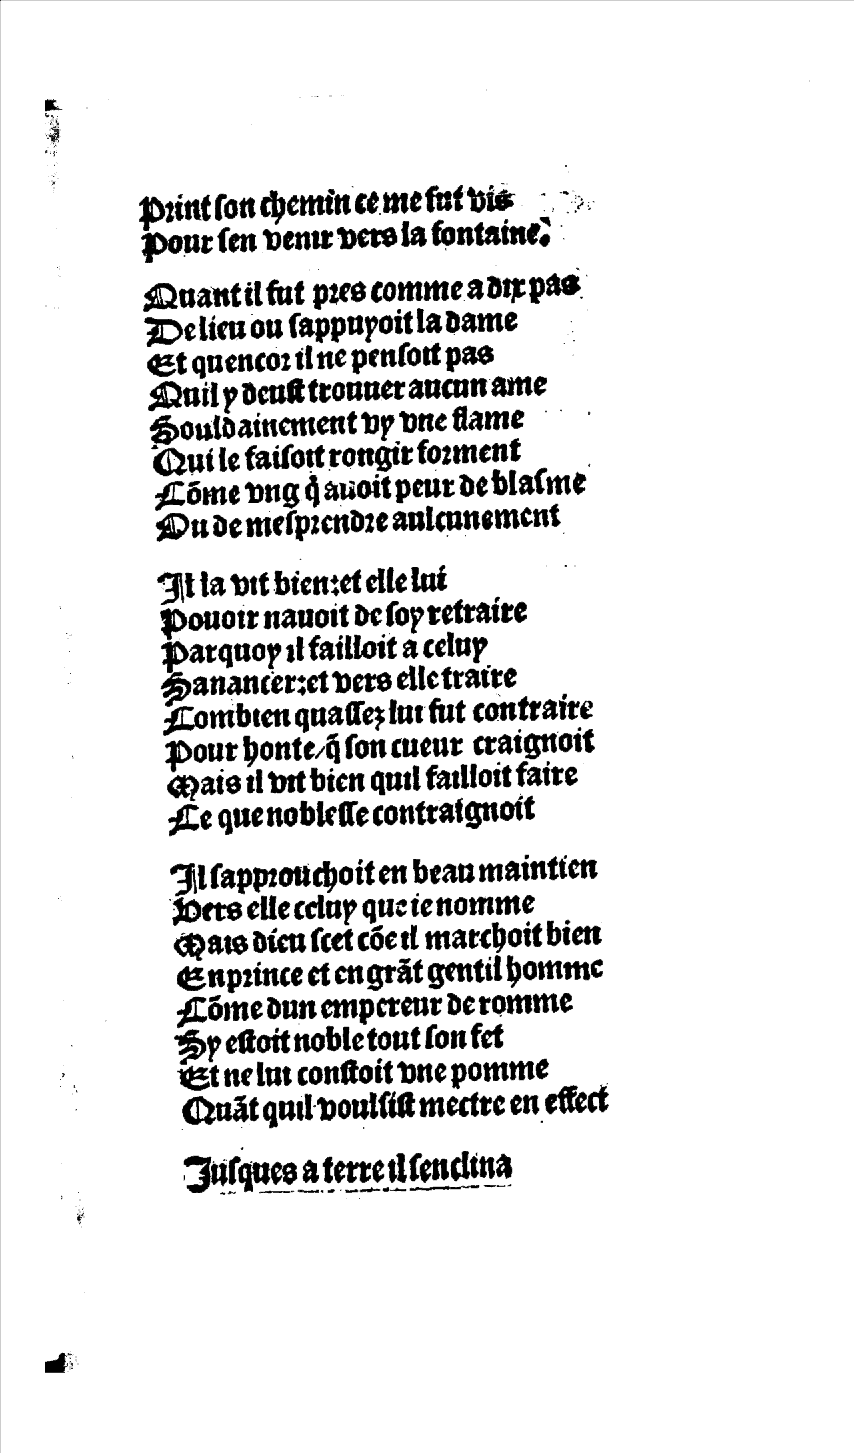 Print ſon chemin ce me fut vis
Pour ſen venir vers la fontaine.

Quant il fut pres comme a dix pas
De lieu ou ſappuyoit la dame
Et quencor il ne penſoit pas
Quil y deuſt trouuer aucun ame
Souldainement vy vne flame
Qui le faiſoit rongir forment
Cõme vng q̃ auoit peur de blaſme
Ou de meſprendre aulcunement

Il la vit bien:et elle lui
Pouoir nauoit de ſoy retraire
Parquoy il failloit a celuy
Sanancer:et vers elle traire
Combien quaſſez lui fut contraire
Pour honte/q̃ ſon cueur craignoit
Mais il vit bien quil failloit faire
Ce que nobleſſe contraignoit

Il ſapprouchoit en beau maintien
Vers elle celuy que ie nomme
Mais dieu ſcet cõe il marchoit bien
En prince et en grãt gentil homme
Cõme dun empereur de romme
Sy eſtoit noble tout ſon fet
Et ne lui conſtoit vne pomme
Quãt quil voulſiſt mectre en effect

Juſques a terre il ſenclina